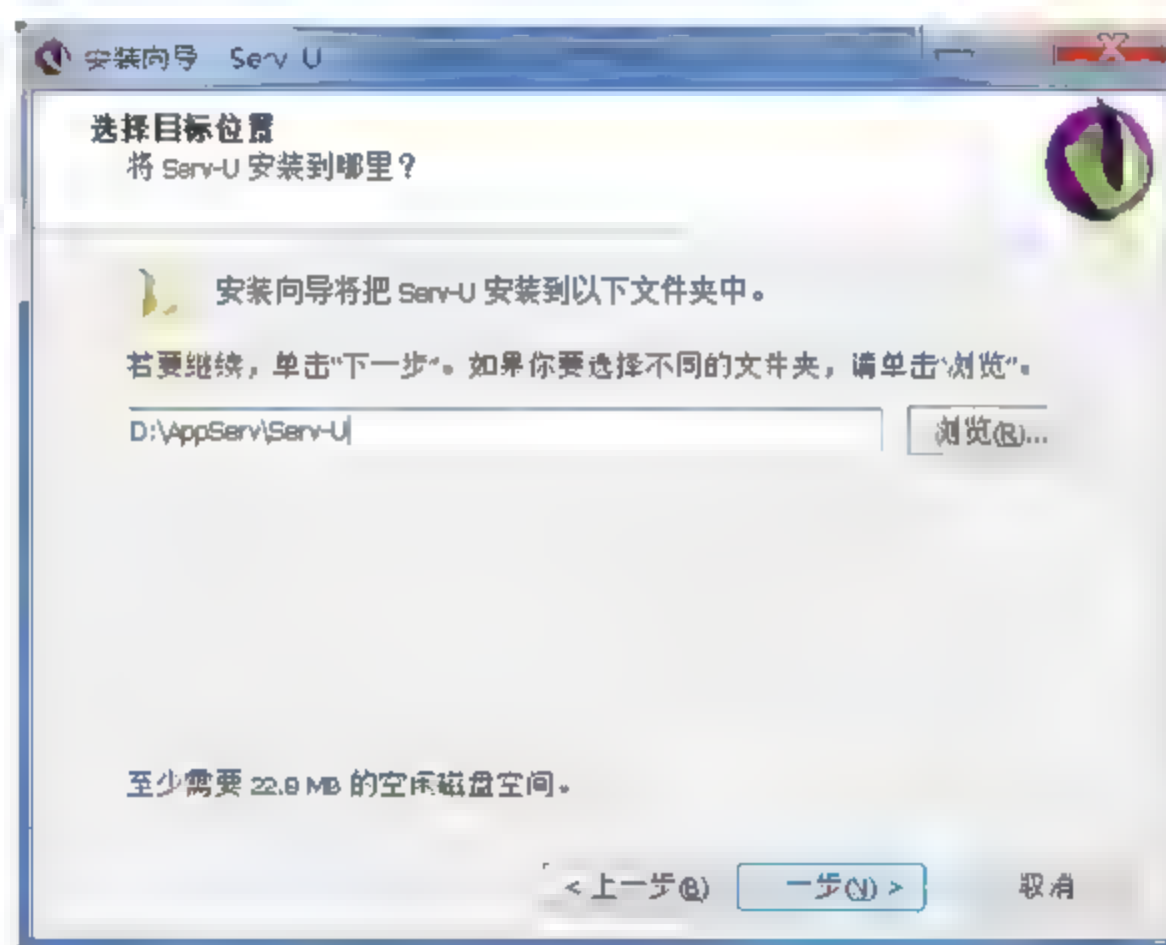 安装向导 Serv-U
选择目标位置
将 Serv-U 安装到哪里？
安装向导将把 Serv-U 安装到以下文件夹中。
若要继续，单击"下一步"。如果你要选择不同的文件夹，请单击"浏览"。
D:\AppServ\Serv-U
浏览(R)...
至少需要 22.8 MB 的空闲磁盘空间。
<上一步(B) 一步(N)> 取消